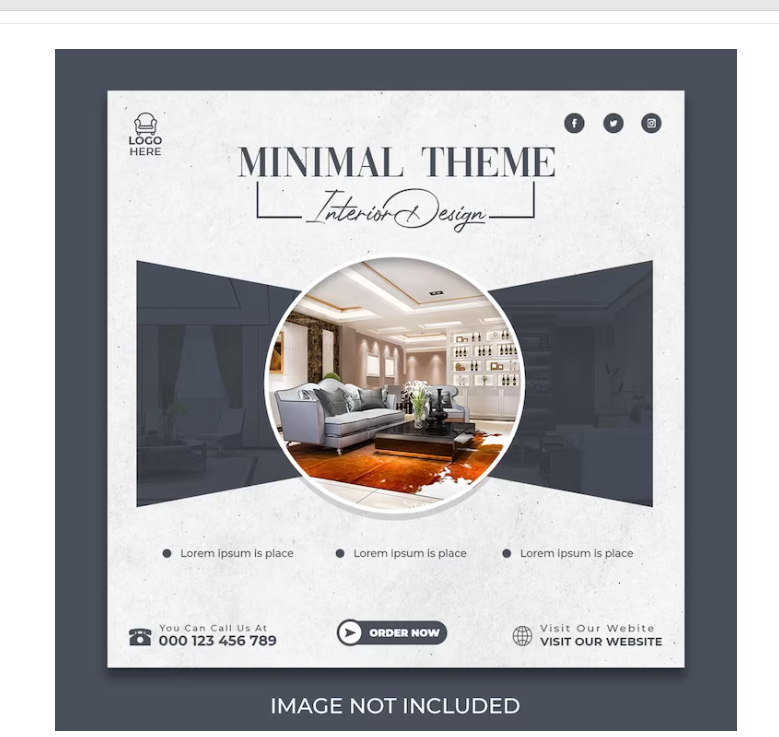 LOGO
HERE
MINIMAL THEME
Interior Design
Lorem ipsum is place
Lorem ipsum is place
Lorem ipsum is place
You Can Call Us At
000 123 456 789
ORDER NOW
Visit Our Webite
VISIT OUR WEBSITE
IMAGE NOT INCLUDED